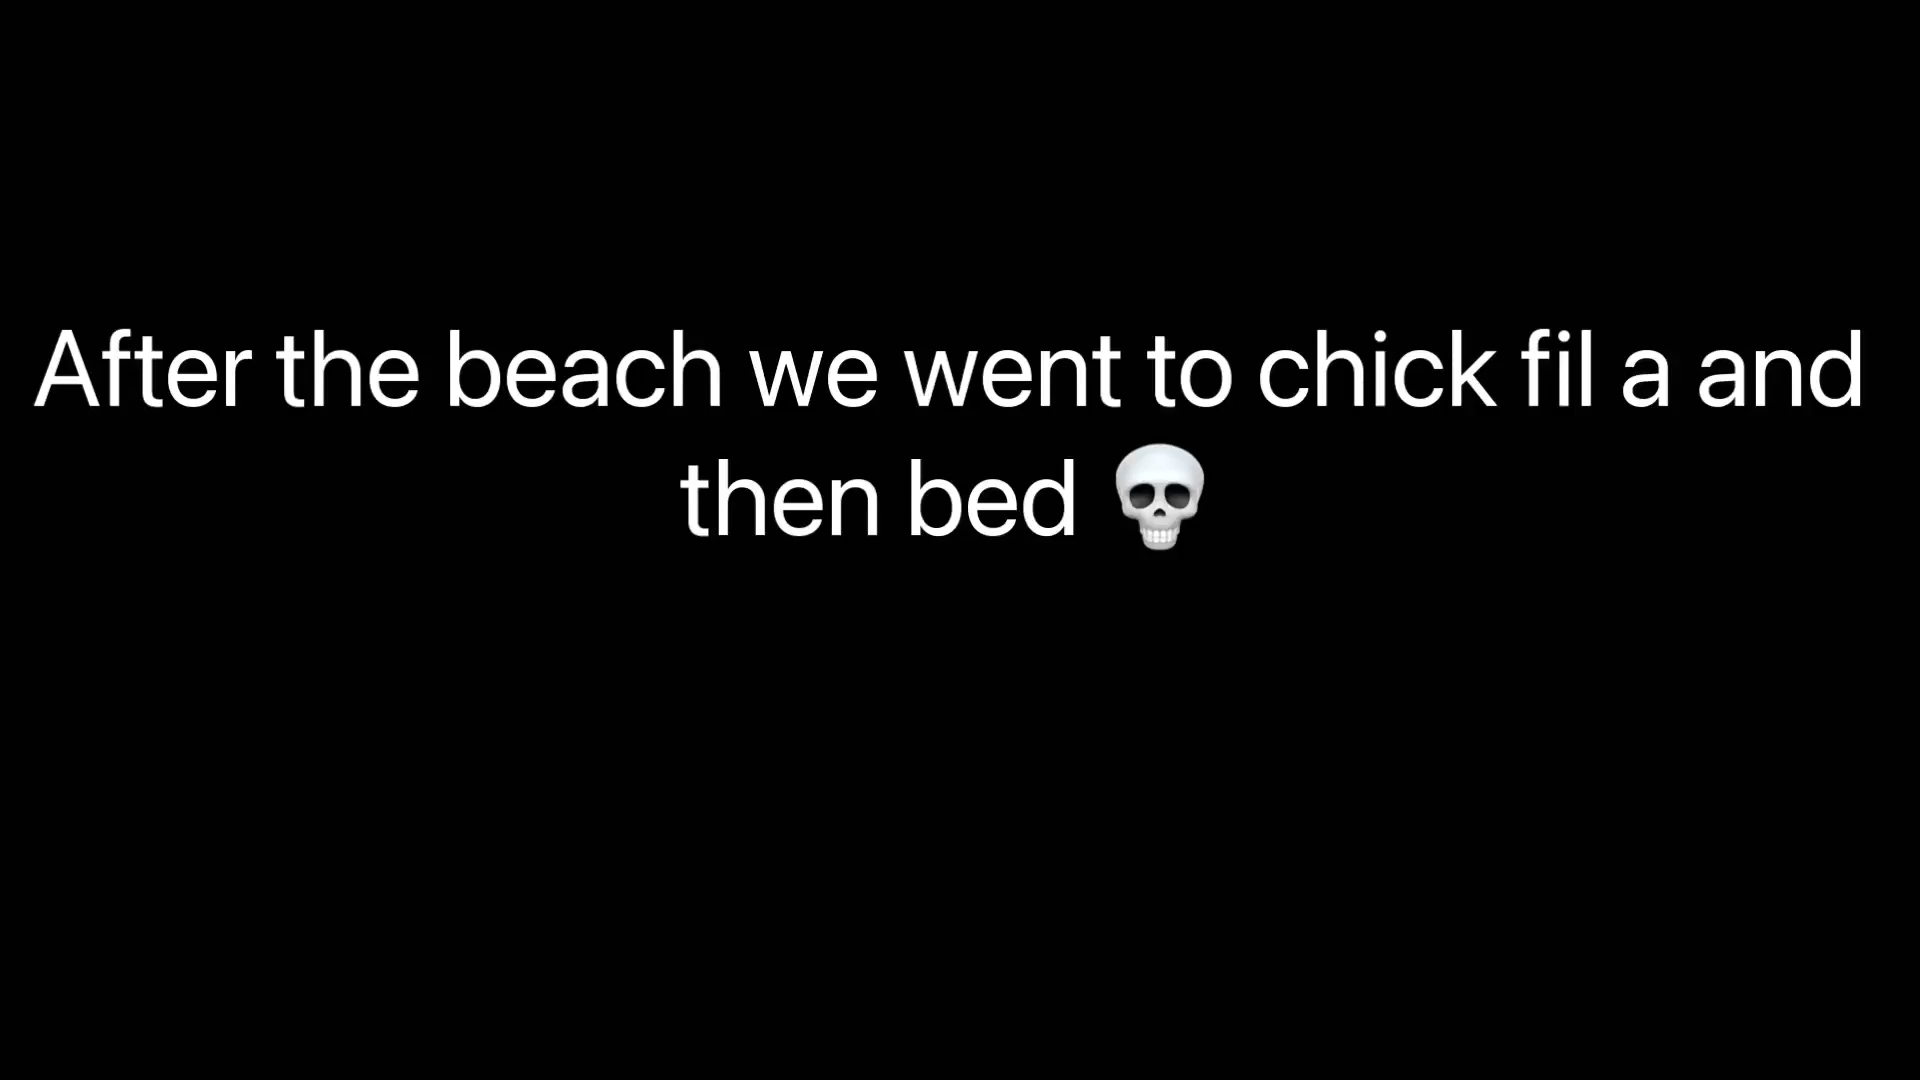 After the beach we went to chick fil a and
then bed 💀